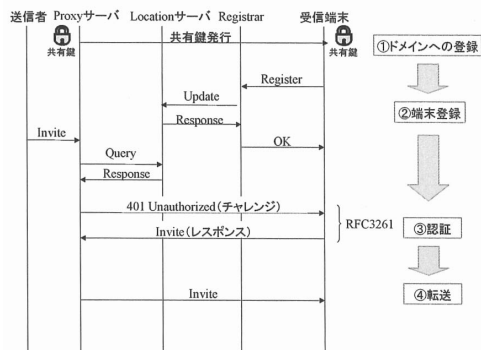 送信者 Proxyサーバ Locationサーバ Registrar 受信端末
共有鍵
共有鍵発行
共有鍵
①ドメインへの登録
Register
Update
②端末登録
Response
Invite
OK
Query
Response
401 Unauthorized(チャレンジ)
RFC3261
③認証
Invite(レスポンス)
④転送
Invite